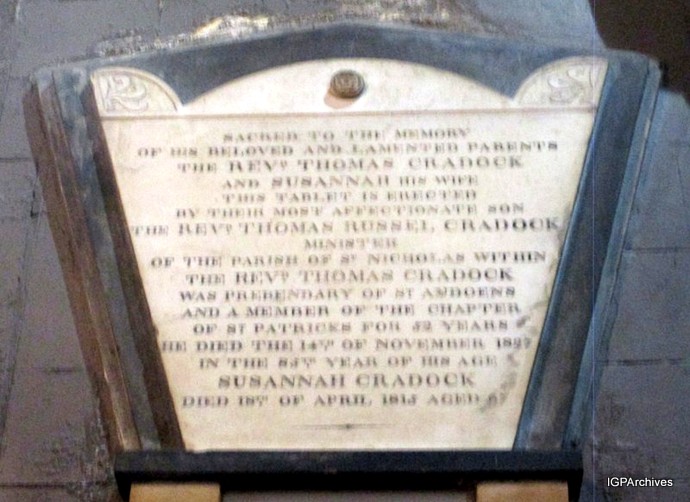 SACRED TO THE MEMORY
OF HIS BELOVED AND LAMENTED PARENTS
THE REVD THOMAS CRADOCK
AND SUSANNAH HIS WIFE
THIS TABLET IS ERECTED
BY THEIR MOST AFFECTIONATE SON
THE REVD THOMAS RUSSEL CRADOCK
MINISTER
OF THE PARISH OF ST NICHOLAS WITHIN
THE REVD THOMAS CRADOCK
WAS PREBENDARY OF ST AUDOENS
AND A MEMBER OF THE CHAPTER
OF ST PATRICKS FOR 52 YEARS
HE DIED THE 14TH OF NOVEMBER
IN THE YEAR OF HIS AGE
SUSANNAH CRADOCK
DIED 18TH OF APRIL 1815 AGED
IGPArchives